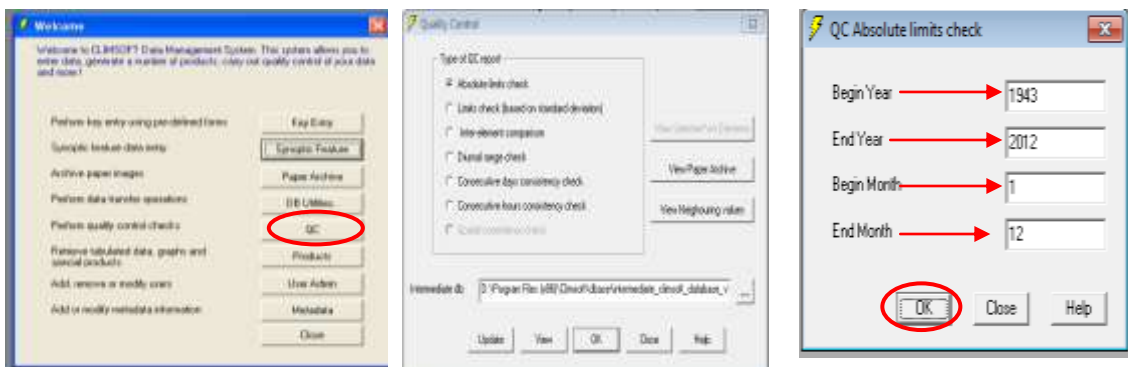 Welcome
Welcome to CLIMSOFT Data Management System. This system allows you to
enter data, generate a number of products, carry out quality control of your data
and more!
Perform key entry using pre-defined forms
Key Entry
Synoptic feature data entry
Synoptic Feature
Archive paper images
Paper Archive
Perform data transfer operations
DB Utilities...
Perform quality control checks
QC
Retrieve tabulated data, graphs and
special products
Products
Add, remove or modify users
User Admin
Add or modify metadata information
Metadata
Close
Quality Control
Type of QC report
Absolute limits check
Limits check (based on standard deviation)
Inter-element comparison
Diurnal range check
Consecutive days consistency check
Consecutive hours consistency check
View Paper Archive
View Neighbouring values
Intermediate db
...
Update
View
OK
Close
Help
QC Absolute limits check
Begin Year
1943
End Year
2012
Begin Month
1
End Month
12
OK
Close
Help